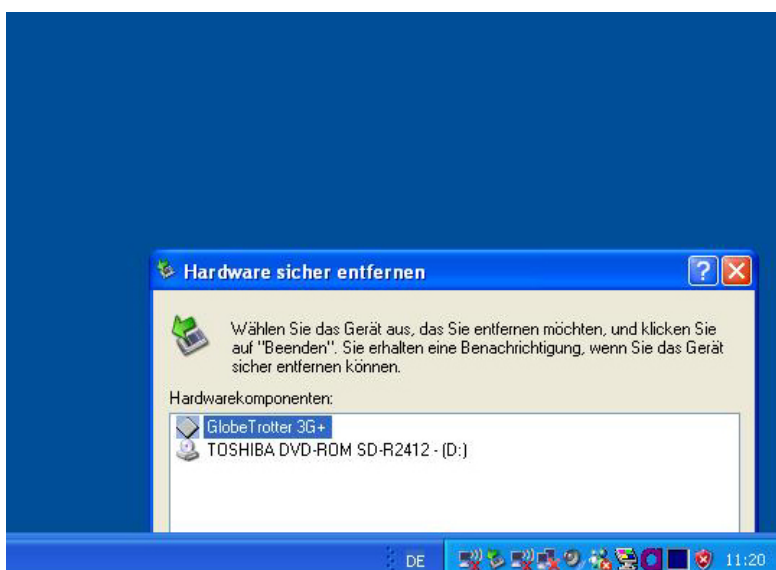 Hardware sicher entfernen
Wählen Sie das Gerät aus, das Sie entfernen möchten, und klicken Sie
auf "Beenden". Sie erhalten eine Benachrichtigung, wenn Sie das Gerät
sicher entfernen können.
Hardwarekomponenten:
GlobeTrotter 3G+
TOSHIBA DVD-ROM SD-R2412 - (D:)
DE 11:20